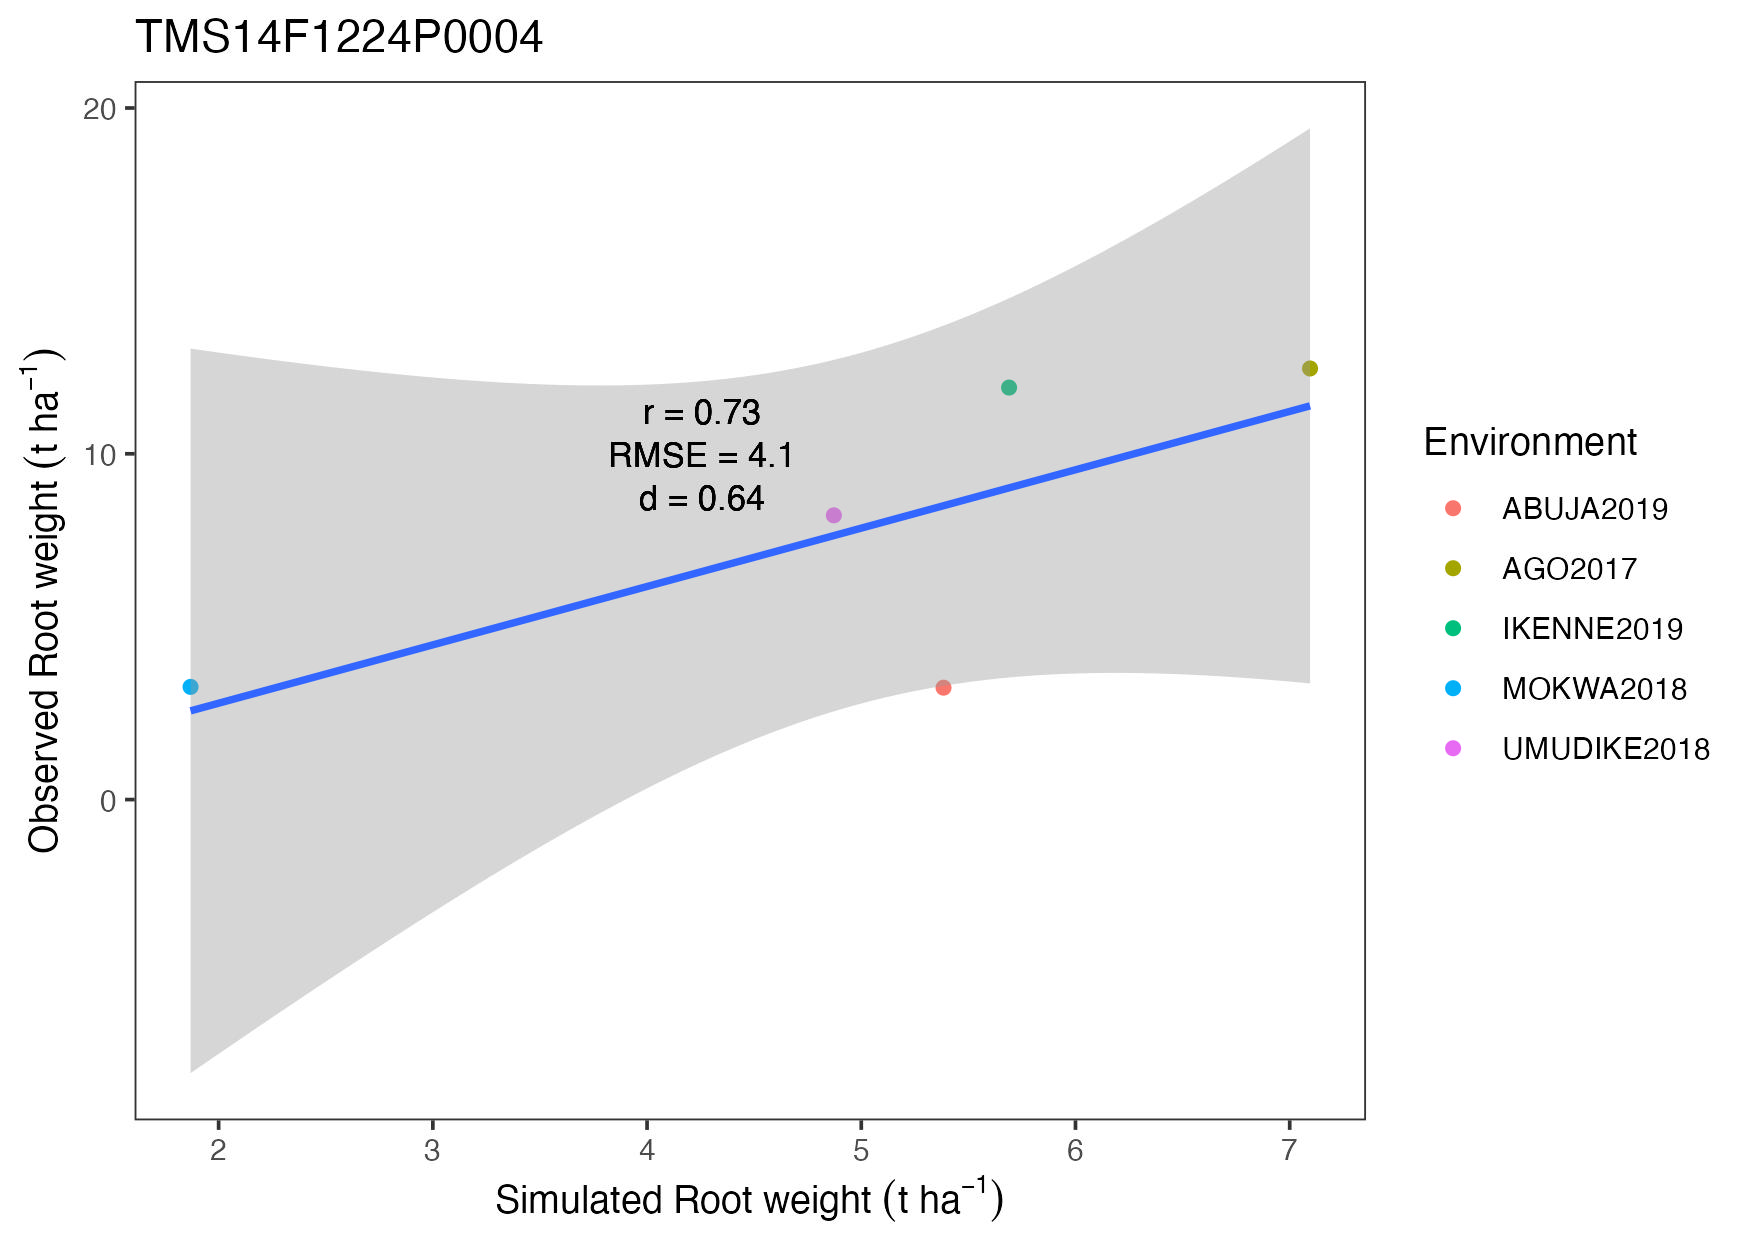 TMS14F1224P0004
20
10
0
Observed Root weight (t ha⁻¹)
r = 0.73
RMSE = 4.1
d = 0.64
2 3 4 5 6 7
Simulated Root weight (t ha⁻¹)
Environment
ABUJA2019
AGO2017
IKENNE2019
MOKWA2018
UMUDIKE2018